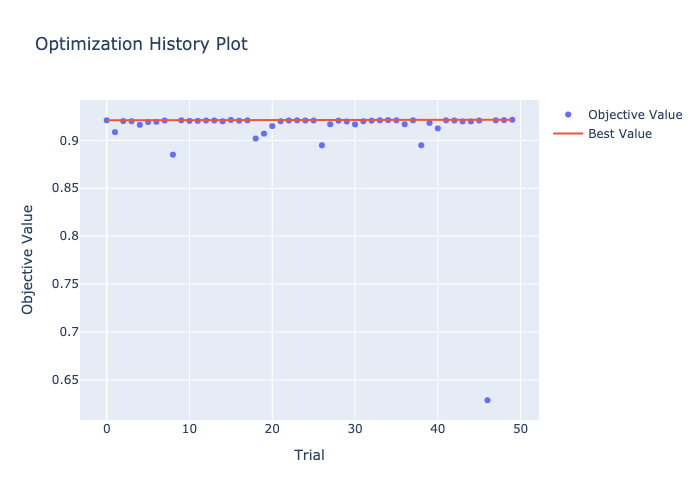 Optimization History Plot
Objective Value
Best Value
0.9
0.85
0.8
0.75
0.7
0.65
Objective Value
0
10
20
30
40
50
Trial